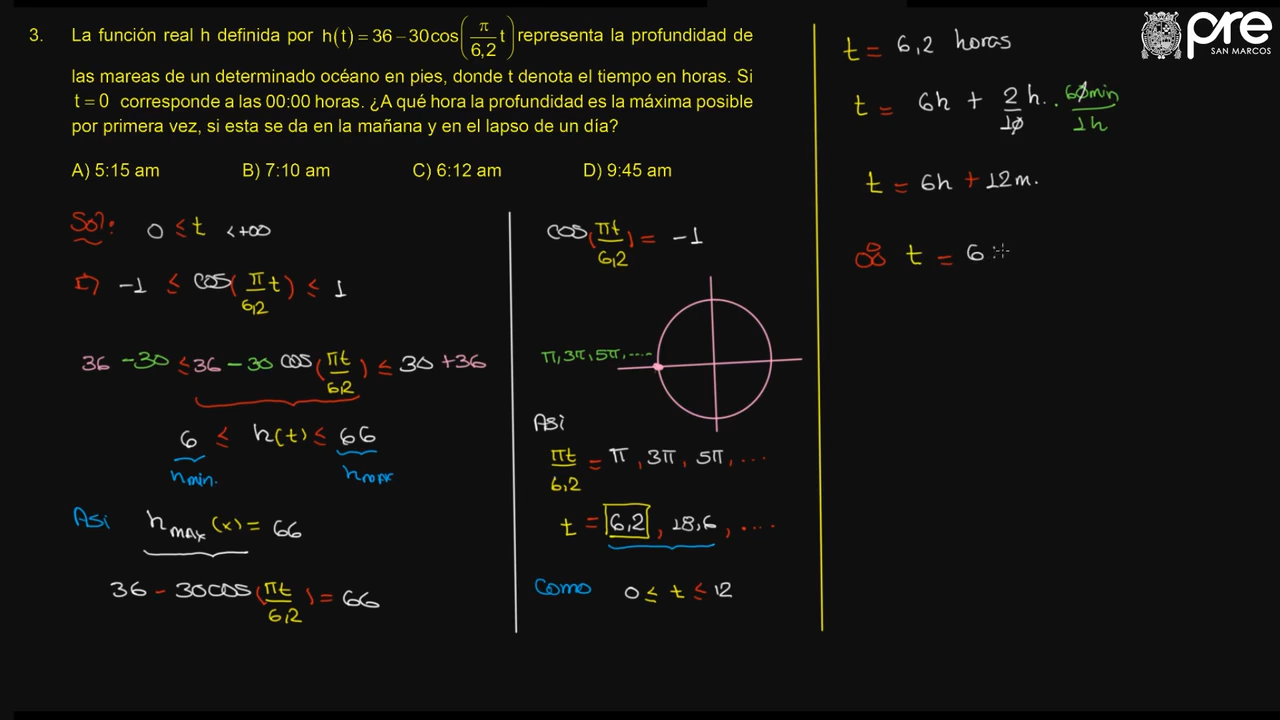 3. La función real h definida por h(t) = 36 − 30cos(π/6,2 t) representa la profundidad de
las mareas de un determinado océano en pies, donde t denota el tiempo en horas. Si
t = 0 corresponde a las 00:00 horas. ¿A qué hora la profundidad es la máxima posible
por primera vez, si esta se da en la mañana y en el lapso de un día?
A) 5:15 am B) 7:10 am C) 6:12 am D) 9:45 am
Sol:
0 ≤ t < +∞
-1 ≤ cos(π/6,2 t) ≤ 1
36 − 30 ≤ 36 − 30 cos(πt/6,2) ≤ 30 + 36
6 ≤ h(t) ≤ 66
hmin. hmax
Asi hMAX(x) = 66
36 − 30cos(πt/6,2) = 66
cos(πt/6,2) = −1
π, 3π, 5π, ....
Asi
πt/6,2 = π, 3π, 5π, ...
t = 6,2, 18,6, ....
Como 0 ≤ t ≤ 12
t = 6,2 horas
t = 6h + 2/10 h. . 60min/1h
t = 6h + 12m.
t = 6 :
pre
SAN MARCOS